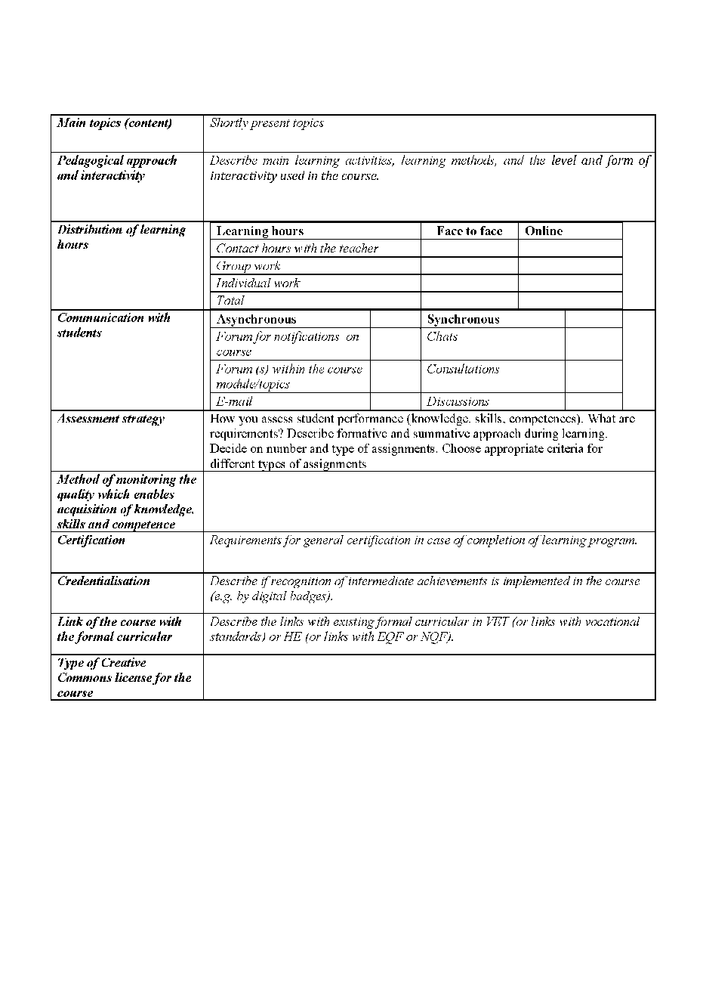 Main topics (content) Shortly present topics
Pedagogical approach Describe main learning activities, learning methods, and the level and form of
and interactivity interactivity used in the course.
Distribution of learning Learning hours Face to face Online
hours Contact hours with the teacher
Group work
Individual work
Total
Communication with Asynchronous Synchronous
students Forum for notifications on Chats
course
Forum (s) within the course Consultations
module/topics
E-mail Discussions
Assessment strategy How you assess student performance (knowledge. skills, competences). What are
requirements? Describe formative and summative approach during learning.
Decide on number and type of assignments. Choose appropriate criteria for
different types of assignments
Method of monitoring the
quality which enables
acquisition of knowledge,
skills and competence
Certification Requirements for general certification in case of completion of learning program.
Credentialisation Describe if recognition of intermediate achievements is implemented in the course
(e.g. by digital badges).
Link of the course with Describe the links with existing formal curricular in VET (or links with vocational
the formal curricular standards) or HE (or links with EQF or NQF).
Type of Creative
Commons license for the
course